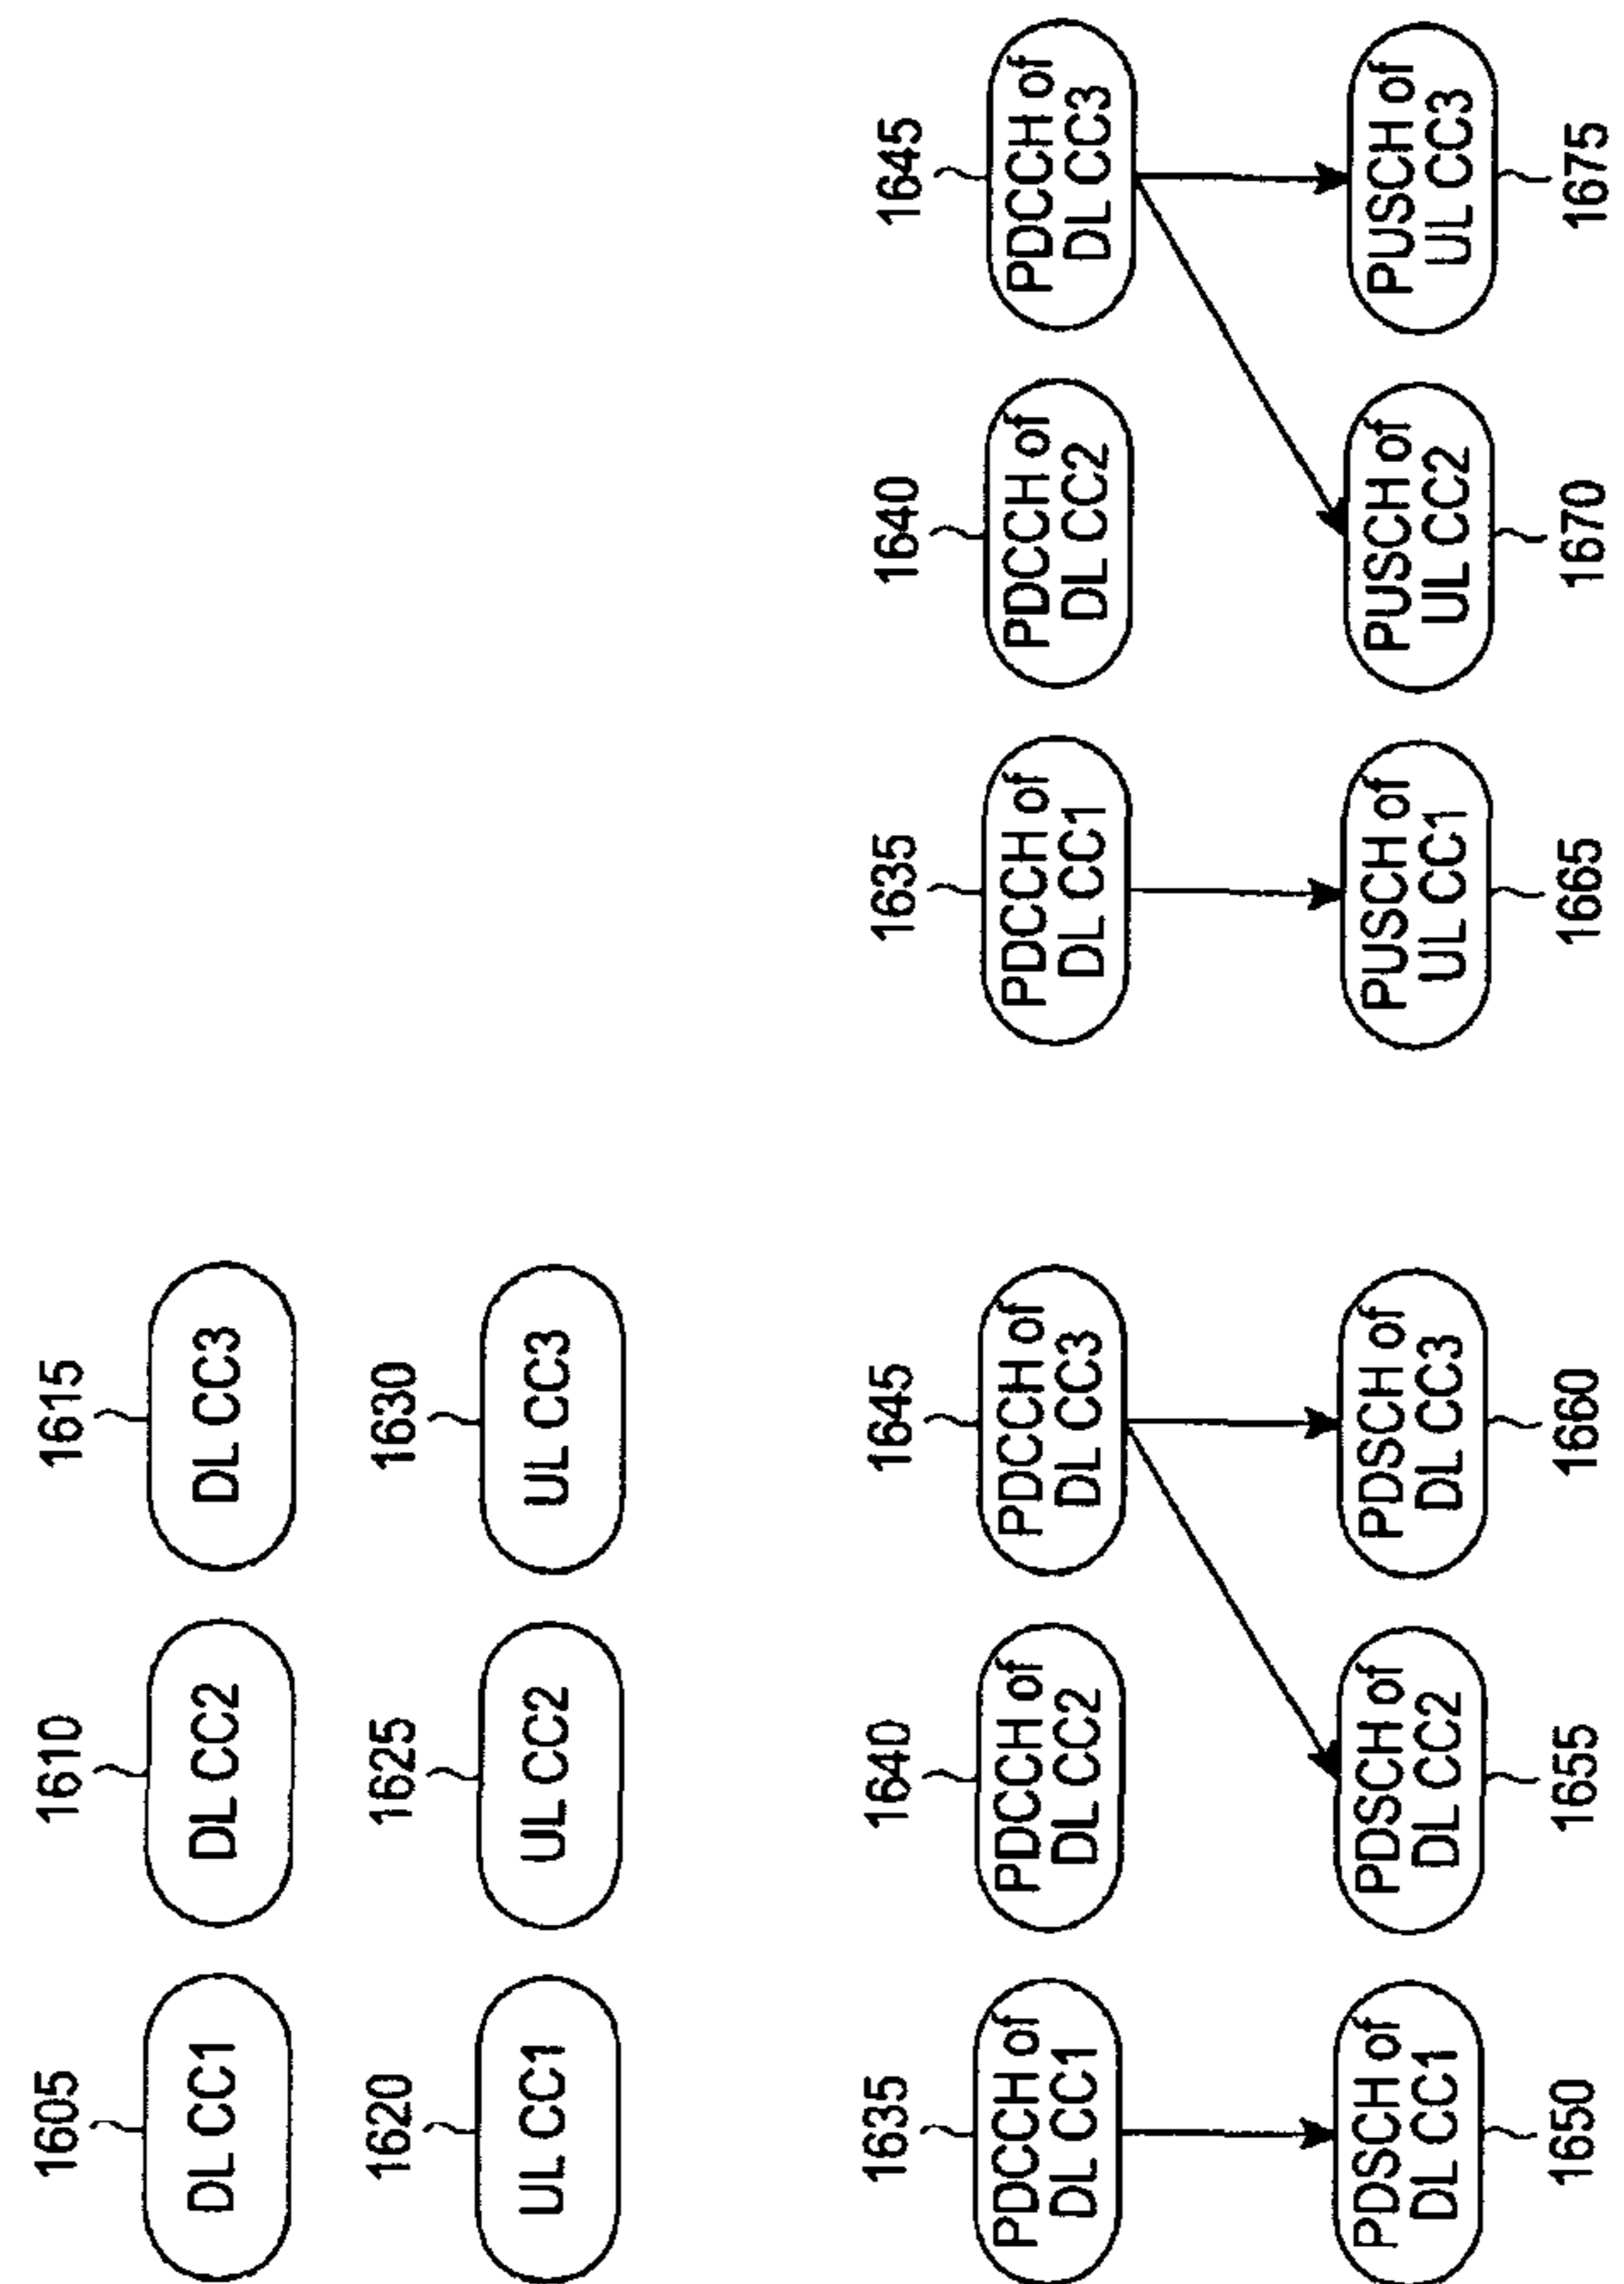 1605
1610
1615
DL CC1
DL CC2
DL CC3
1620
1625
1630
UL CC1
UL CC2
UL CC3
1635
1640
1645
PDCCH of
DL CC1
PDCCH of
DL CC2
PDCCH of
DL CC3
PDSCH of
DL CC1
PDSCH of
DL CC2
PDSCH of
DL CC3
1650
1655
1660
1635
1640
1645
PDCCH of
DL CC1
PDCCH of
DL CC2
PDCCH of
DL CC3
PUSCH of
UL CC1
PUSCH of
UL CC2
PUSCH of
UL CC3
1665
1670
1675